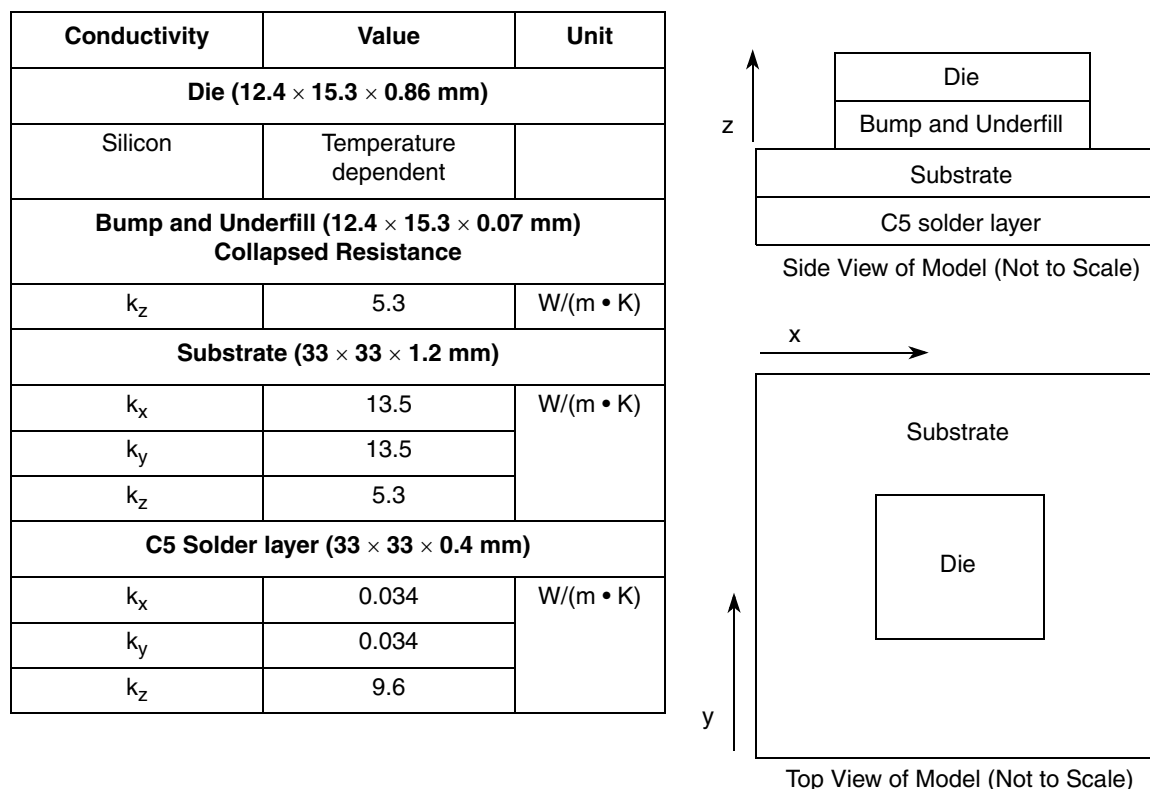 Conductivity Value Unit
Die (12.4 × 15.3 × 0.86 mm)
Silicon Temperature
dependent
Bump and Underfill (12.4 × 15.3 × 0.07 mm)
Collapsed Resistance
kz 5.3 W/(m • K)
Substrate (33 × 33 × 1.2 mm)
kx 13.5 W/(m • K)
ky 13.5
kz 5.3
C5 Solder layer (33 × 33 × 0.4 mm)
kx 0.034 W/(m • K)
ky 0.034
kz 9.6
z
Die
Bump and Underfill
Substrate
C5 solder layer
Side View of Model (Not to Scale)
x
Substrate
Die
y
Top View of Model (Not to Scale)